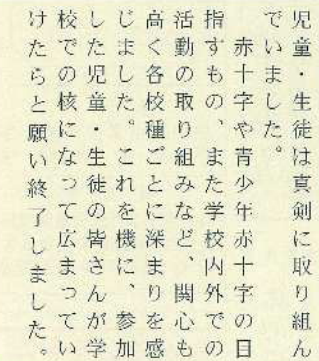 児童・生徒は真剣に取り組ん
でいました。
　赤十字や青少年赤十字の目
指すもの、また学校内外での
活動の取り組みなど、関心も
高く各校種ごとに深まりを感
じました。これを機に、参加
した児童・生徒の皆さんが学
校での核になって広まってい
けたらと願い終了しました。